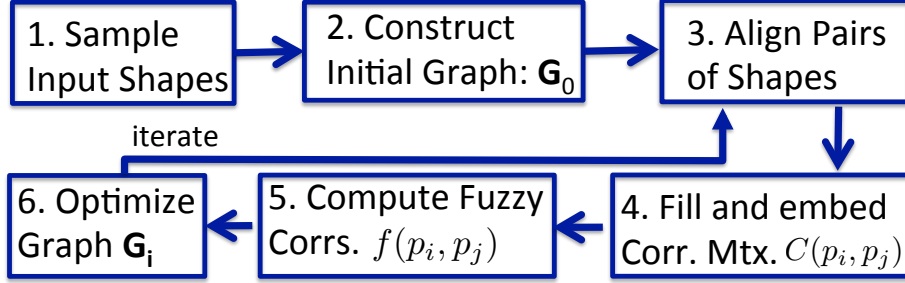 1. Sample
Input Shapes
2. Construct
Initial Graph: G₀
3. Align Pairs
of Shapes
iterate
6. Optimize
Graph Gᵢ
5. Compute Fuzzy
Corrs. f(pᵢ, pⱼ)
4. Fill and embed
Corr. Mtx. C(pᵢ, pⱼ)